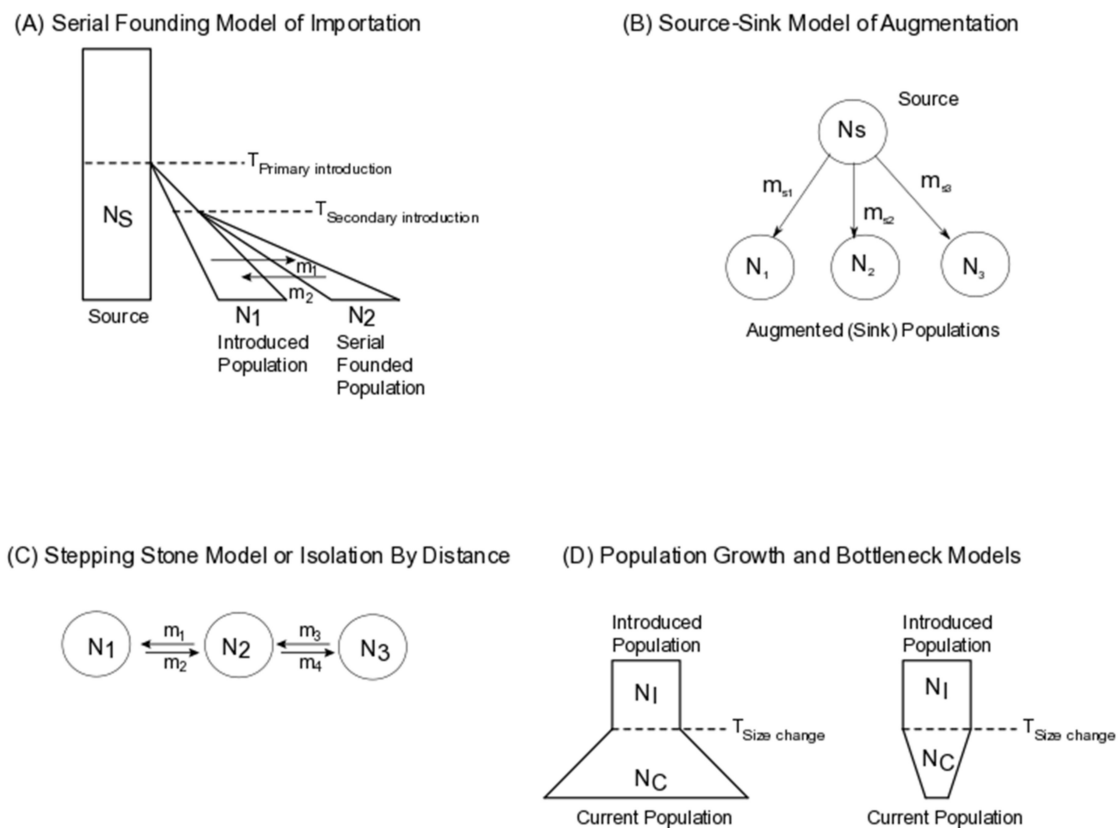 (A) Serial Founding Model of Importation
NS
TPrimary introduction
TSecondary introduction
m1
m2
Source
N1
Introduced
Population
N2
Serial
Founded
Population
(B) Source-Sink Model of Augmentation
Source
Ns
ms1
ms2
ms3
N1
N2
N3
Augmented (Sink) Populations
(C) Stepping Stone Model or Isolation By Distance
N1
m1
m2
N2
m3
m4
N3
(D) Population Growth and Bottleneck Models
Introduced
Population
NI
TSize change
NC
Current Population
Introduced
Population
NI
TSize change
NC
Current Population